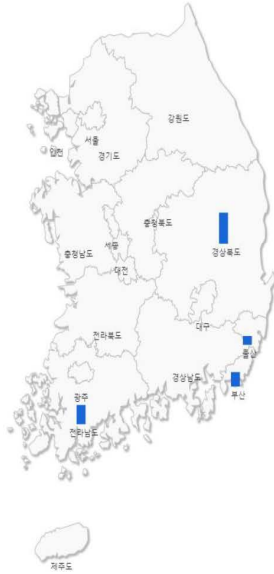 강원도
서울
인천
경기도
충청북도
경상북도
세종
충청남도
대전
대구
전라북도
울산
경상남도
광주
부산
전라남도
제주도